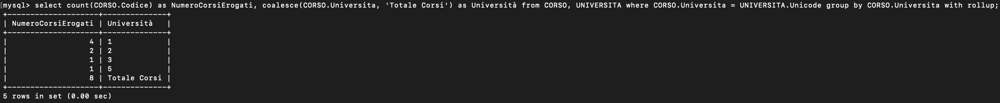 [mysql> select count(CORSO.Codice) as NumeroCorsiErogati, coalesce(CORSO.Universita, 'Totale Corsi') as Università from CORSO, UNIVERSITA where CORSO.Universita = UNIVERSITA.Unicode group by CORSO.Universita with rollup;
+--------------------+--------------+
| NumeroCorsiErogati | Università   |
+--------------------+--------------+
|                  4 | 1            |
|                  2 | 2            |
|                  1 | 3            |
|                  1 | 5            |
|                  8 | Totale Corsi |
+--------------------+--------------+
5 rows in set (0.00 sec)